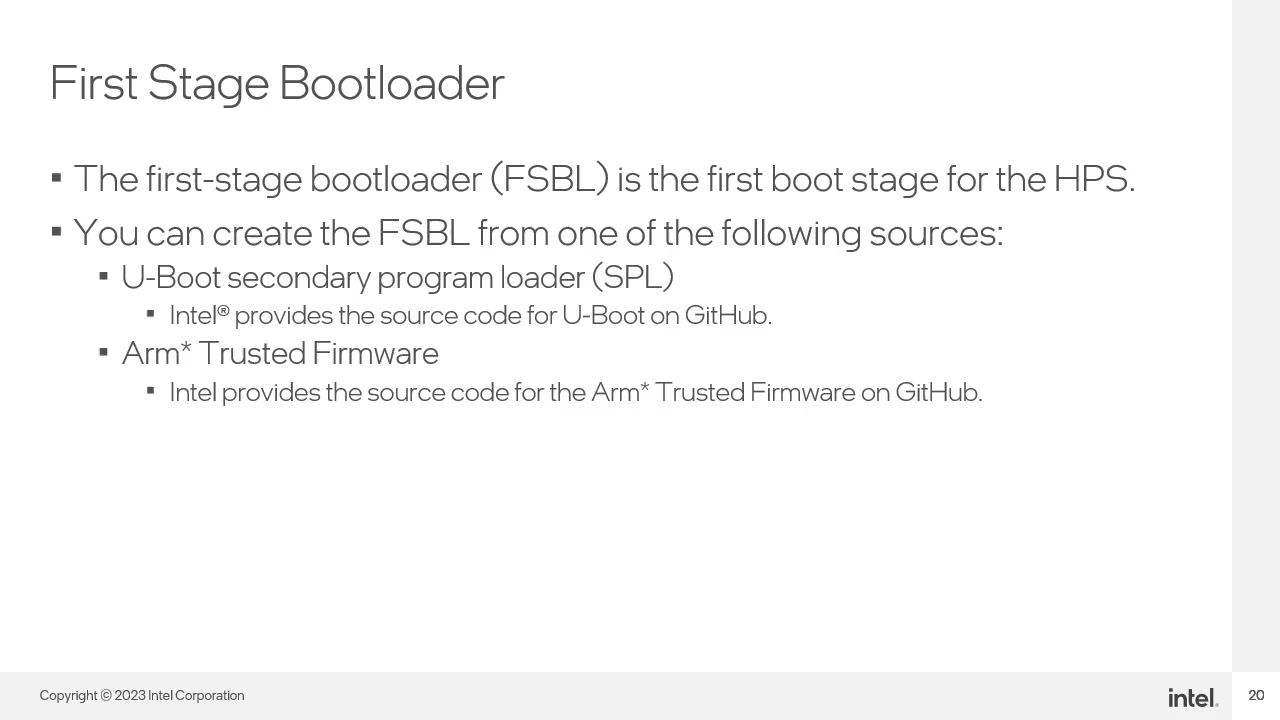 First Stage Bootloader
▪ The first-stage bootloader (FSBL) is the first boot stage for the HPS.
▪ You can create the FSBL from one of the following sources:
▪ U-Boot secondary program loader (SPL)
▪ Intel® provides the source code for U-Boot on GitHub.
▪ Arm* Trusted Firmware
▪ Intel provides the source code for the Arm* Trusted Firmware on GitHub.
Copyright © 2023 Intel Corporation
intel.
20